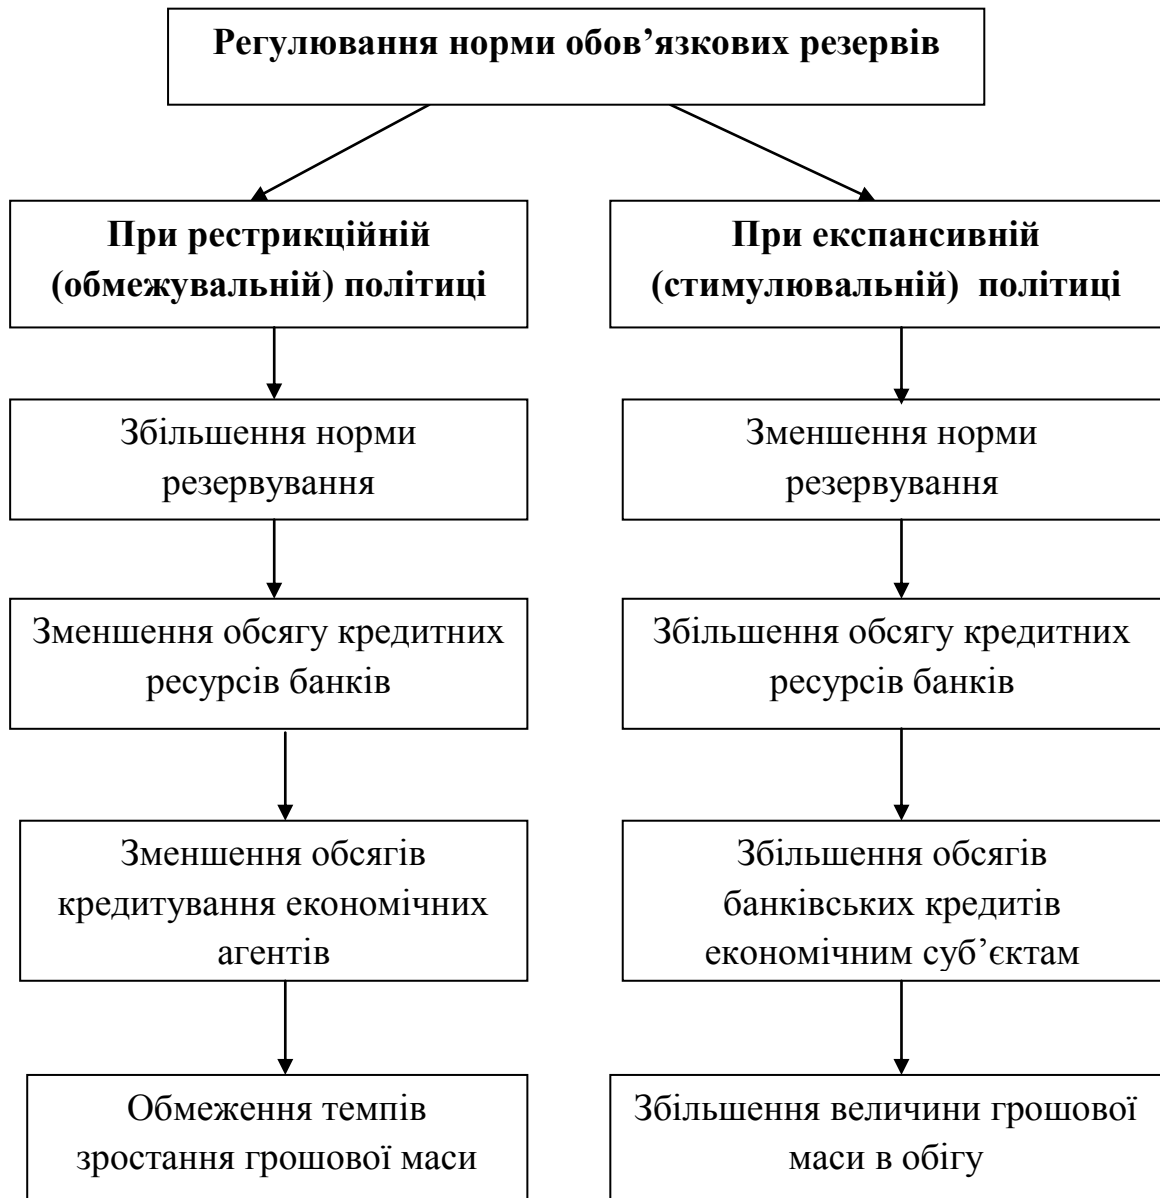 Регулювання норми обов’язкових резервів
При рестрикційній
(обмежувальній) політиці
При експансивній
(стимулювальній)  політиці
Збільшення норми
резервування
Зменшення норми
резервування
Зменшення обсягу кредитних
ресурсів банків
Збільшення обсягу кредитних
ресурсів банків
Зменшення обсягів
кредитування економічних
агентів
Збільшення обсягів
банківських кредитів
економічним суб’єктам
Обмеження темпів
зростання грошової маси
Збільшення величини грошової
маси в обігу